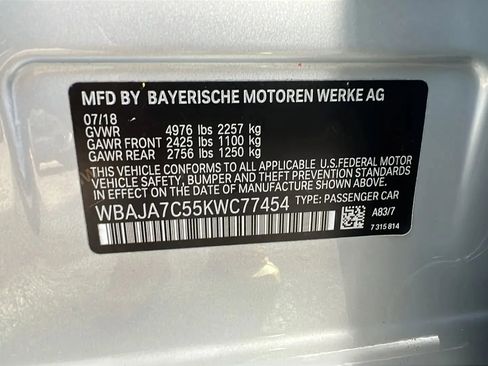 MFD BY BAYERISCHE MOTOREN WERKE AG
07/18
GVWR 4976 lbs 2257 kg
GAWR FRONT 2425 lbs 1100 kg
GAWR REAR 2756 lbs 1250 kg
THIS VEHICLE CONFORMS TO ALL APPLICABLE U.S.FEDERAL MOTOR
VEHICLE SAFETY, BUMPER AND THEFT PREVENTION STANDARDS
IN EFFECT ON THE DATE OF MANUFACTURE SHOWN ABOVE.
WBAJA7C55KWC77454 TYPE: PASSENGER CAR
A83/7
7 315 814